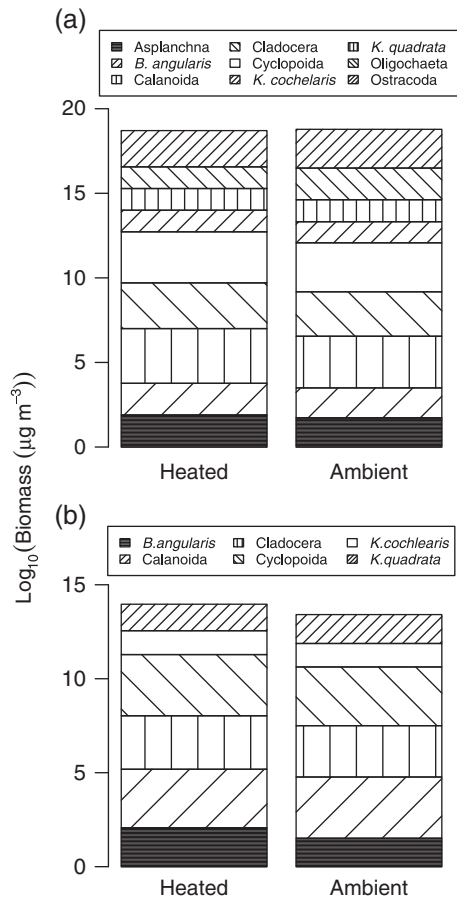 (a)
Asplanchna Cladocera K. quadrata
B. angularis Cyclopoida Oligochaeta
Calanoida K. cochelaris Ostracoda
20
15
10
5
0
Heated Ambient
Log₁₀(Biomass (µg m⁻³))
(b)
B.angularis Cladocera K.cochlearis
Calanoida Cyclopoida K.quadrata
15
10
5
0
Heated Ambient